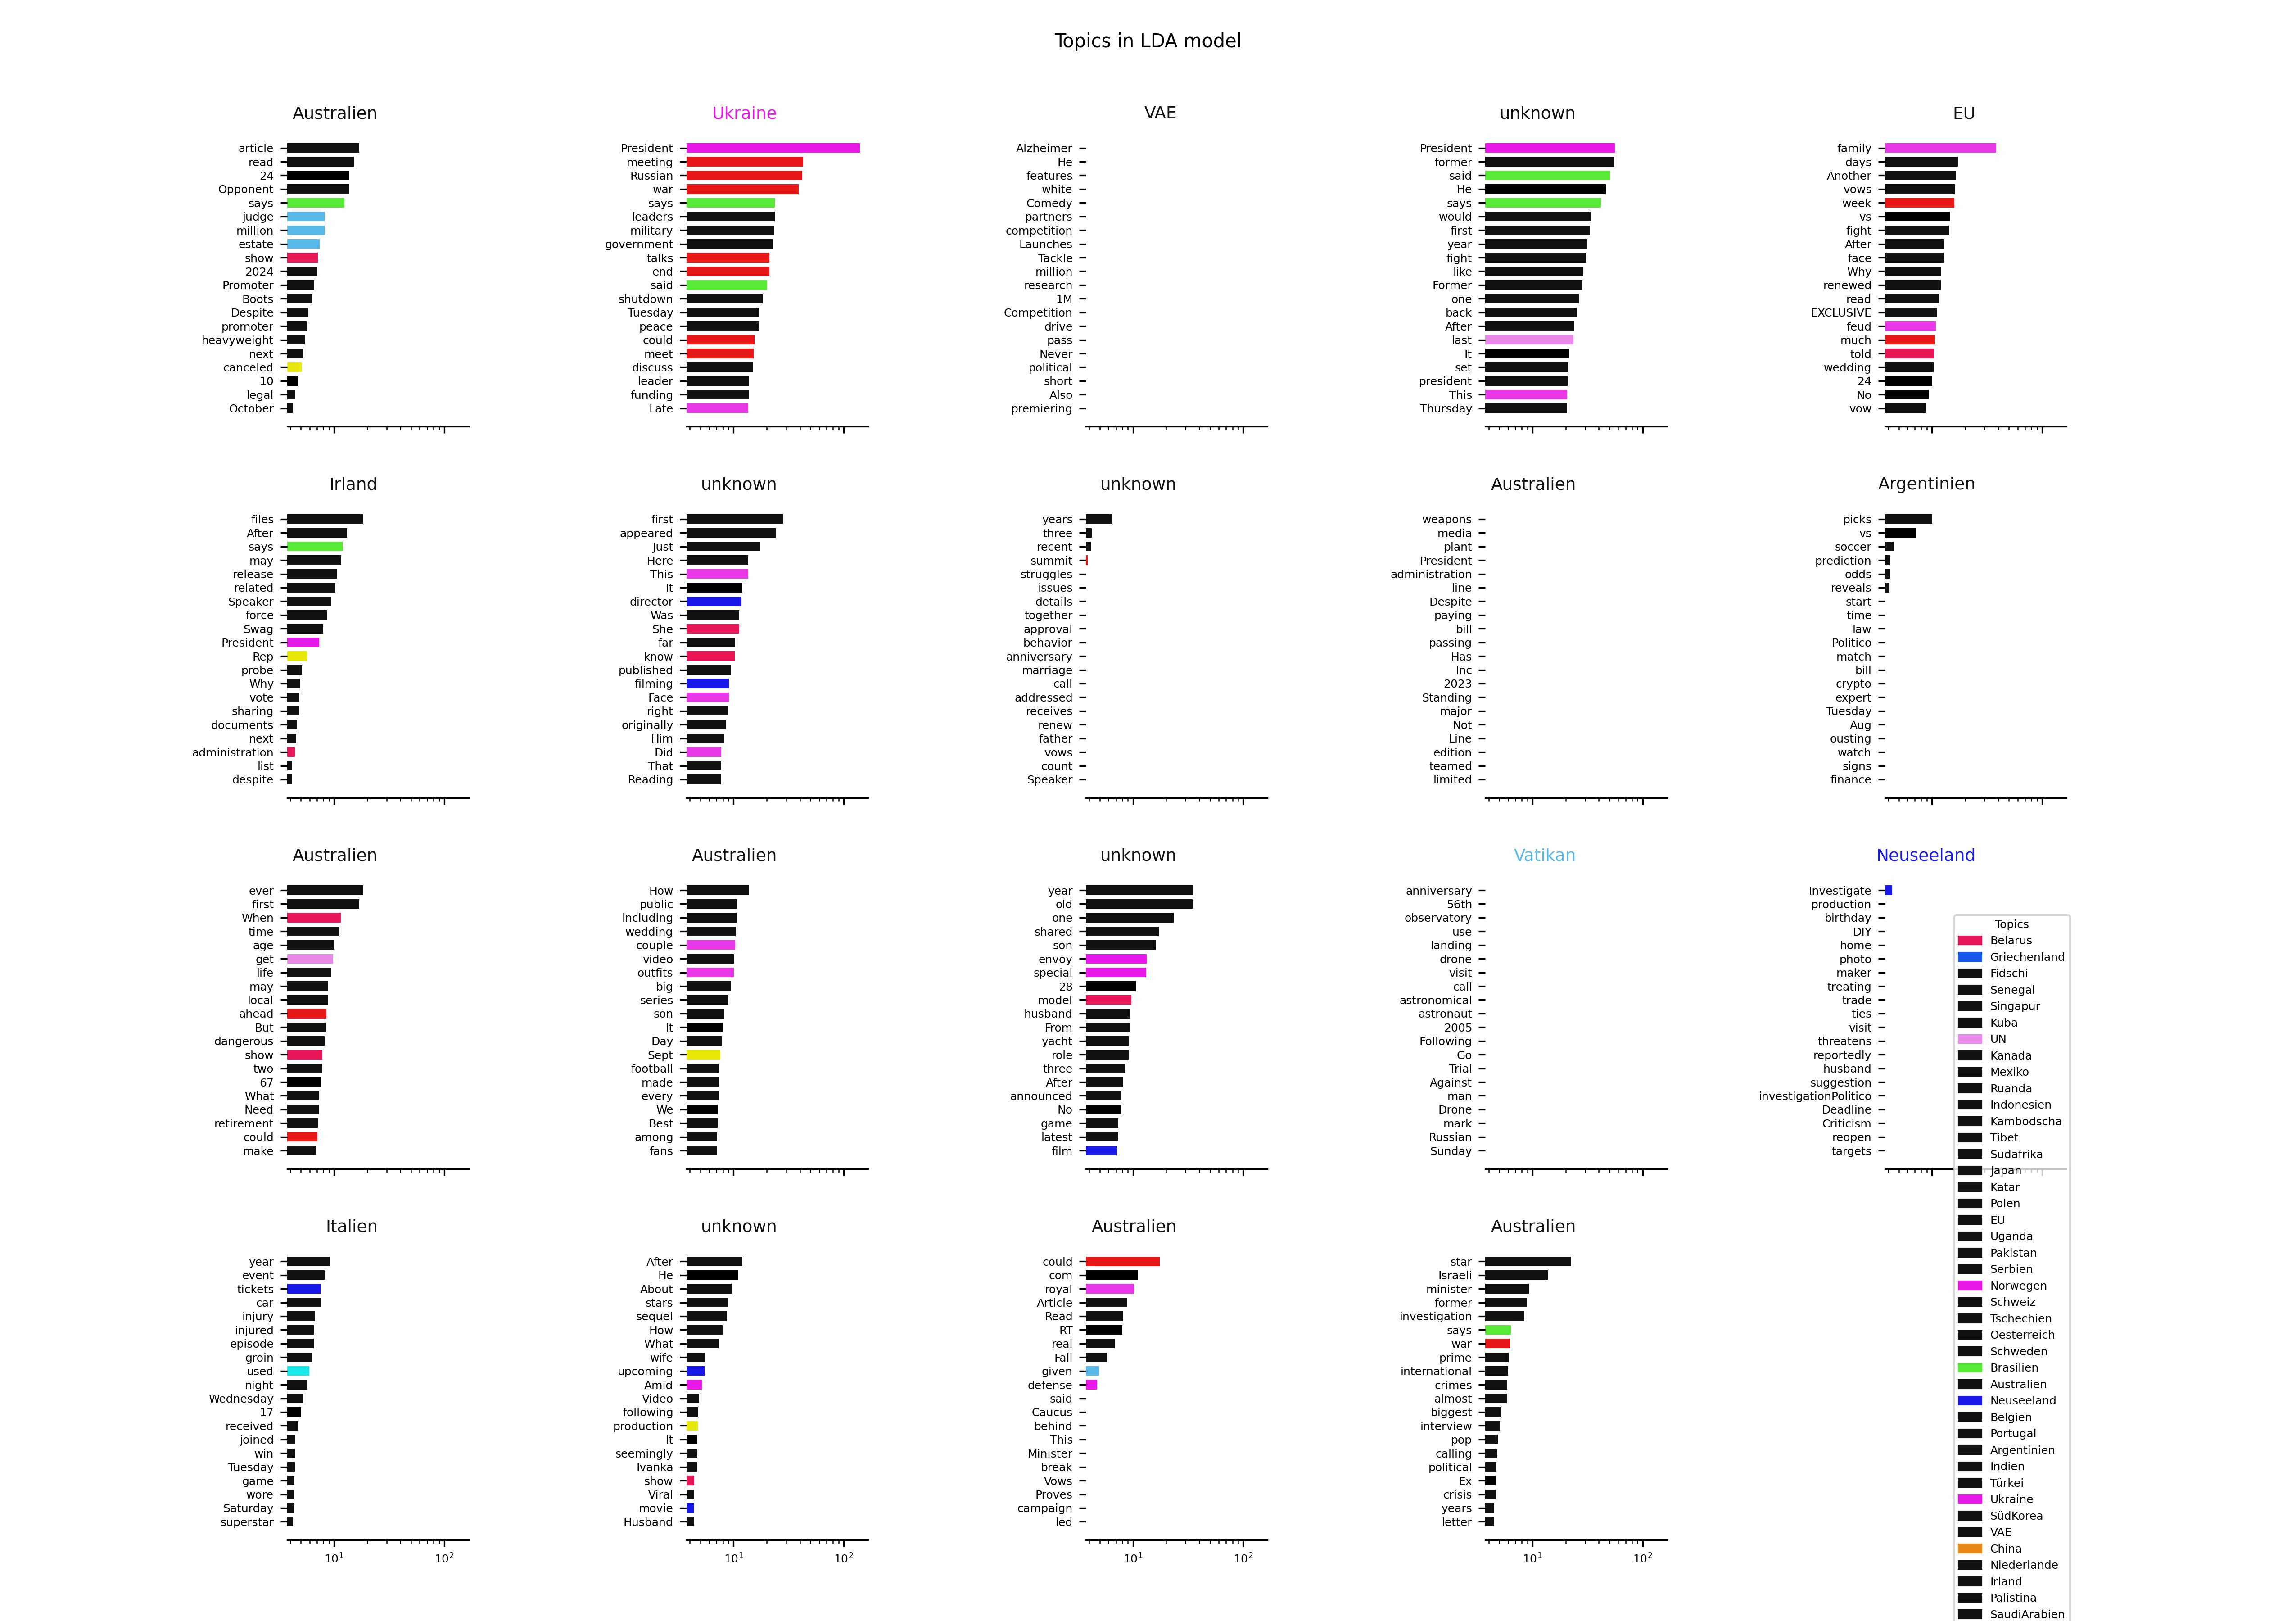 Topics in LDA model
Australien
article
read
24
Opponent
says
judge
million
estate
show
2024
Promoter
Boots
Despite
promoter
heavyweight
next
canceled
10
legal
October
Ukraine
President
meeting
Russian
war
says
leaders
military
government
talks
end
said
shutdown
Tuesday
peace
could
meet
discuss
leader
funding
Late
VAE
Alzheimer
He
features
white
Comedy
partners
competition
Launches
Tackle
million
research
1M
Competition
drive
pass
Never
political
short
Also
premiering
unknown
President
former
said
He
says
would
first
year
fight
like
Former
one
back
After
last
It
set
president
This
Thursday
EU
family
days
Another
vows
week
vs
fight
After
face
Why
renewed
read
EXCLUSIVE
feud
much
told
wedding
24
No
vow
Irland
files
After
says
may
release
related
Speaker
force
Swag
President
Rep
probe
Why
vote
sharing
documents
next
administration
list
despite
unknown
first
appeared
Just
Here
This
It
director
Was
She
far
know
published
filming
Face
right
originally
Him
Did
That
Reading
unknown
years
three
recent
summit
struggles
issues
details
together
approval
behavior
anniversary
marriage
call
addressed
receives
renew
father
vows
count
Speaker
Australien
weapons
media
plant
President
administration
line
Despite
paying
bill
passing
Has
Inc
2023
Standing
major
Not
Line
edition
teamed
limited
Argentinien
picks
vs
soccer
prediction
odds
reveals
start
time
law
Politico
match
bill
crypto
expert
Tuesday
Aug
ousting
watch
signs
finance
Australien
ever
first
When
time
age
get
life
may
local
ahead
But
dangerous
show
two
67
What
Need
retirement
could
make
Australien
How
public
including
wedding
couple
video
outfits
big
series
son
It
Day
Sept
football
made
every
We
Best
among
fans
unknown
year
old
one
shared
son
envoy
special
28
model
husband
From
yacht
role
three
After
announced
No
game
latest
film
Vatikan
anniversary
56th
observatory
use
landing
drone
visit
call
astronomical
astronaut
2005
Following
Go
Trial
Against
man
Drone
mark
Russian
Sunday
Neuseeland
Investigate
production
birthday
DIY
home
photo
maker
treating
trade
ties
visit
threatens
reportedly
husband
suggestion
investigationPolitico
Deadline
Criticism
reopen
targets
Italien
year
event
tickets
car
injury
injured
episode
groin
used
night
Wednesday
17
received
joined
win
Tuesday
game
wore
Saturday
superstar
10¹ 10²
unknown
After
He
About
stars
sequel
How
What
wife
upcoming
Amid
Video
following
production
It
seemingly
Ivanka
show
Viral
movie
Husband
10¹ 10²
Australien
could
com
royal
Article
Read
RT
real
Fall
given
defense
said
Caucus
behind
This
Minister
break
Vows
Proves
campaign
led
10¹ 10²
Australien
star
Israeli
minister
former
investigation
says
war
prime
international
crimes
almost
biggest
interview
pop
calling
political
Ex
crisis
years
letter
10¹ 10²
Topics
Belarus
Griechenland
Fidschi
Senegal
Singapur
Kuba
UN
Kanada
Mexiko
Ruanda
Indonesien
Kambodscha
Tibet
Südafrika
Japan
Katar
Polen
EU
Uganda
Pakistan
Serbien
Norwegen
Schweiz
Tschechien
Oesterreich
Schweden
Brasilien
Australien
Neuseeland
Belgien
Portugal
Argentinien
Indien
Türkei
Ukraine
SüdKorea
VAE
China
Niederlande
Irland
Palistina
SaudiArabien